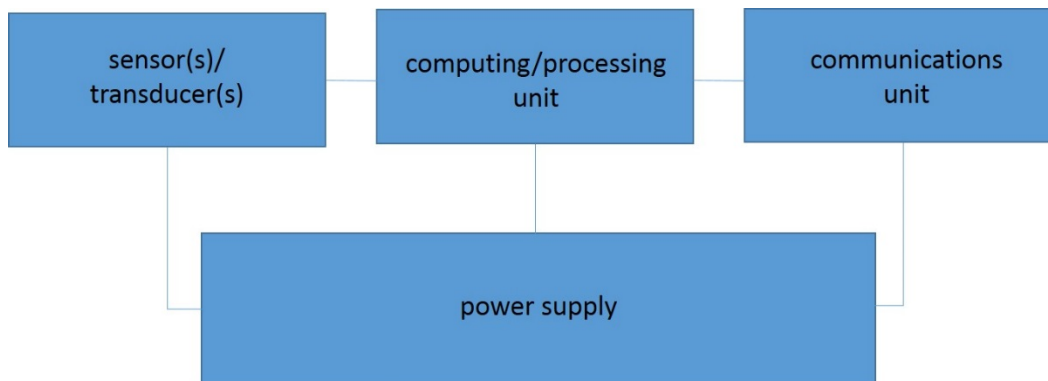 sensor(s)/
transducer(s)
computing/processing
unit
communications
unit
power supply